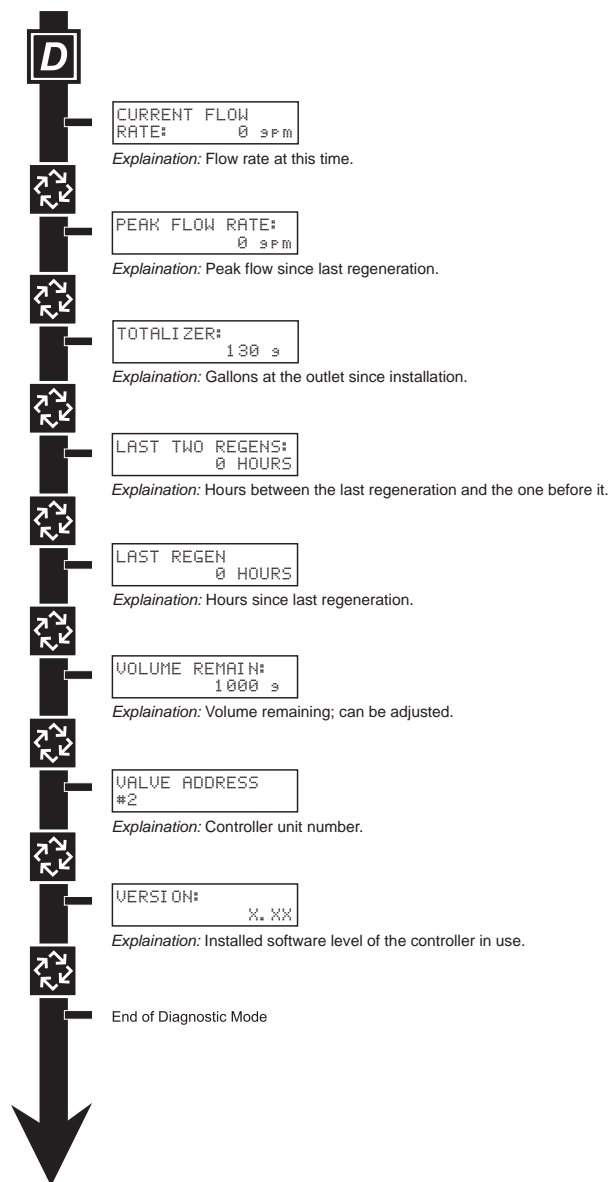 D
CURRENT FLOW
RATE: 0 gpm
Explaination: Flow rate at this time.
PEAK FLOW RATE:
0 gpm
Explaination: Peak flow since last regeneration.
TOTALIZER:
130 g
Explaination: Gallons at the outlet since installation.
LAST TWO REGENS:
0 HOURS
Explaination: Hours between the last regeneration and the one before it.
LAST REGEN
0 HOURS
Explaination: Hours since last regeneration.
VOLUME REMAIN:
1000 g
Explaination: Volume remaining; can be adjusted.
VALVE ADDRESS
#2
Explaination: Controller unit number.
VERSION:
X.XX
Explaination: Installed software level of the controller in use.
End of Diagnostic Mode